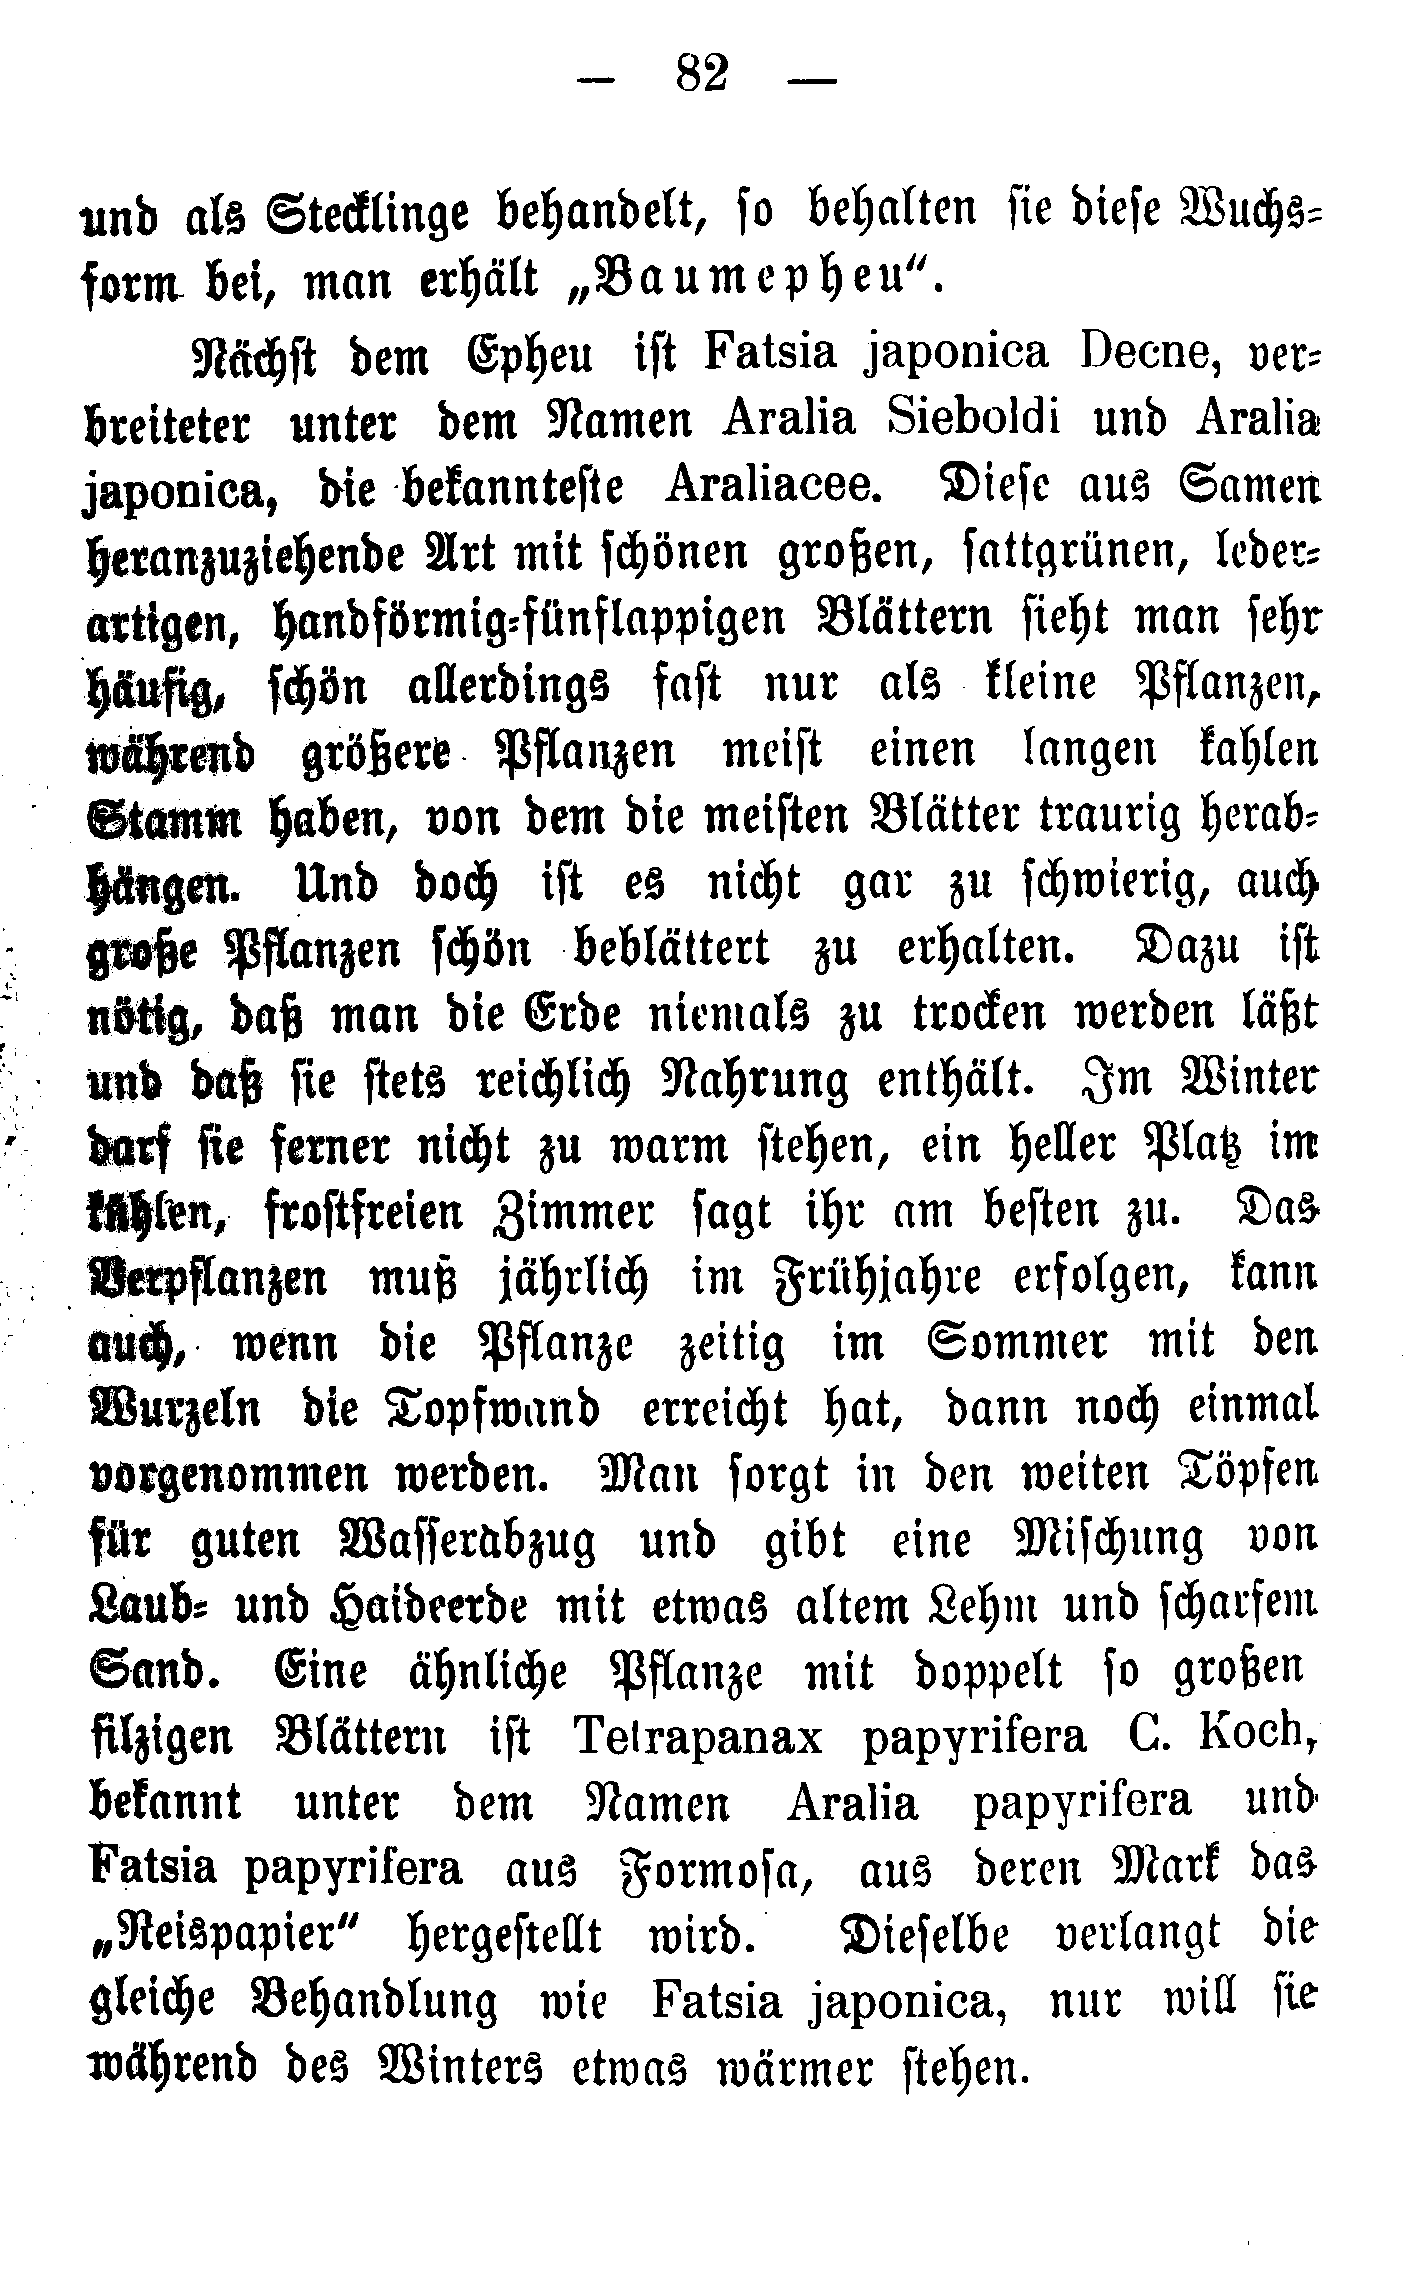 — 82 —
und als Stecklinge behandelt, so behalten sie diese Wuchs-
form bei, man erhält „Baumepheu“.
Nächst dem Epheu ist Fatsia japonica Decne, ver-
breiteter unter dem Namen Aralia Sieboldi und Aralia
japonica, die bekannteste Araliacee. Diese aus Samen
heranzuziehende Art mit schönen großen, sattgrünen, leder-
artigen, handförmig-fünflappigen Blättern sieht man sehr
häufig, schön allerdings fast nur als kleine Pflanzen,
während größere Pflanzen meist einen langen kahlen
Stamm haben, von dem die meisten Blätter traurig herab-
hängen. Und doch ist es nicht gar zu schwierig, auch
große Pflanzen schön beblättert zu erhalten. Dazu ist
nötig, daß man die Erde niemals zu trocken werden läßt
und daß sie stets reichlich Nahrung enthält. Im Winter
darf sie ferner nicht zu warm stehen, ein heller Platz im
kühlen, frostfreien Zimmer sagt ihr am besten zu. Das
Verpflanzen muß jährlich im Frühjahre erfolgen, kann
auch, wenn die Pflanze zeitig im Sommer mit den
Wurzeln die Topfwand erreicht hat, dann noch einmal
vorgenommen werden. Man sorgt in den weiten Töpfen
für guten Wasserabzug und gibt eine Mischung von
Laub- und Haideerde mit etwas altem Lehm und scharfem
Sand. Eine ähnliche Pflanze mit doppelt so großen
filzigen Blättern ist Tetrapanax papyrifera C. Koch,
bekannt unter dem Namen Aralia papyrifera und
Fatsia papyrifera aus Formosa, aus deren Mark das
„Reispapier“ hergestellt wird. Dieselbe verlangt die
gleiche Behandlung wie Fatsia japonica, nur will sie
während des Winters etwas wärmer stehen.